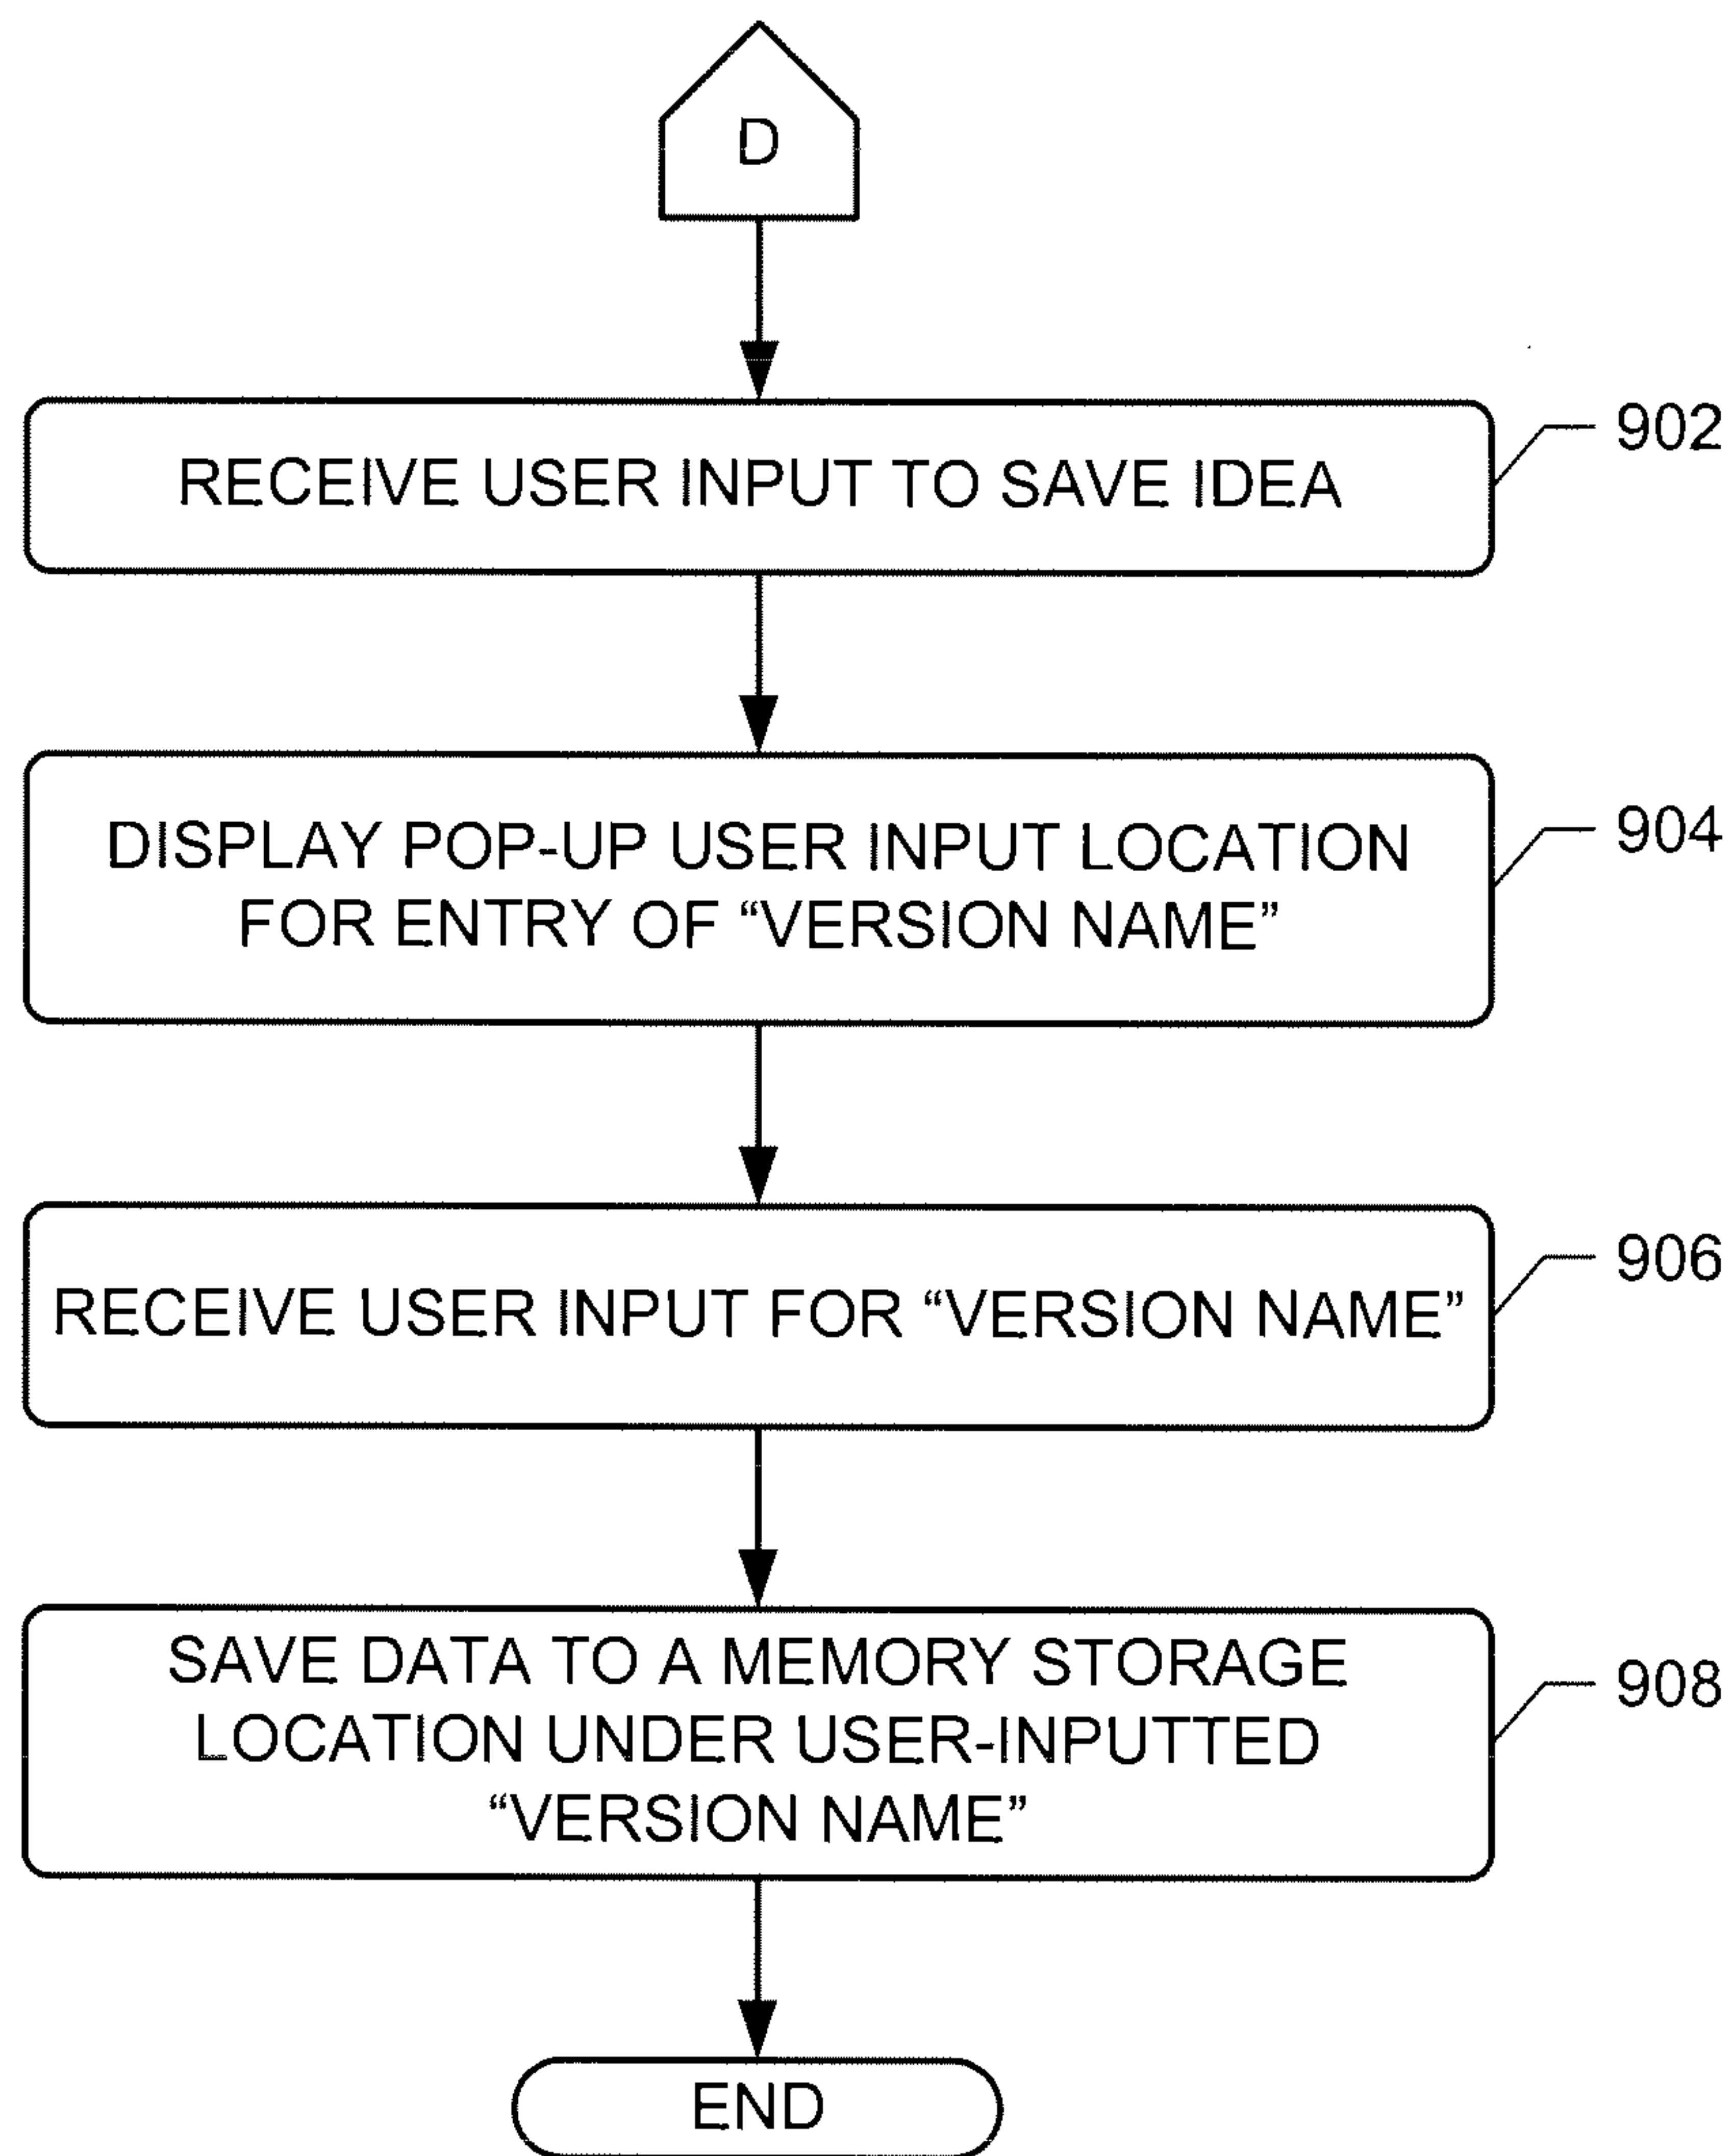 D
RECEIVE USER INPUT TO SAVE IDEA
902
DISPLAY POP-UP USER INPUT LOCATION
FOR ENTRY OF “VERSION NAME”
904
RECEIVE USER INPUT FOR “VERSION NAME”
906
SAVE DATA TO A MEMORY STORAGE
LOCATION UNDER USER-INPUTTED
“VERSION NAME”
908
END